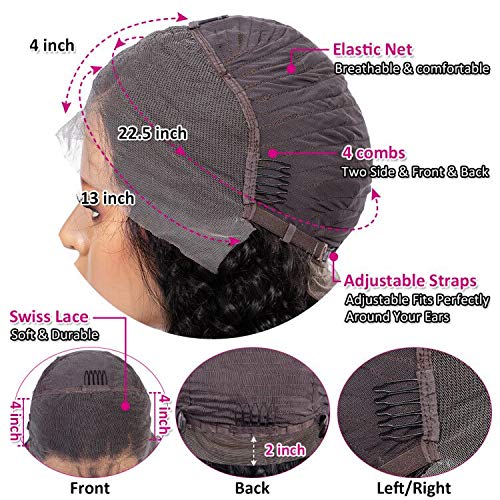 4 inch
Elastic Net
Breathable & comfortable
22.5 inch
4 combs
Two Side & Front & Back
13 inch
Adjustable Straps
Adjustable Fits Perfectly
Around Your Ears
Swiss Lace
Soft & Durable
4 inch
4 inch
2 inch
Front
Back
Left/Right